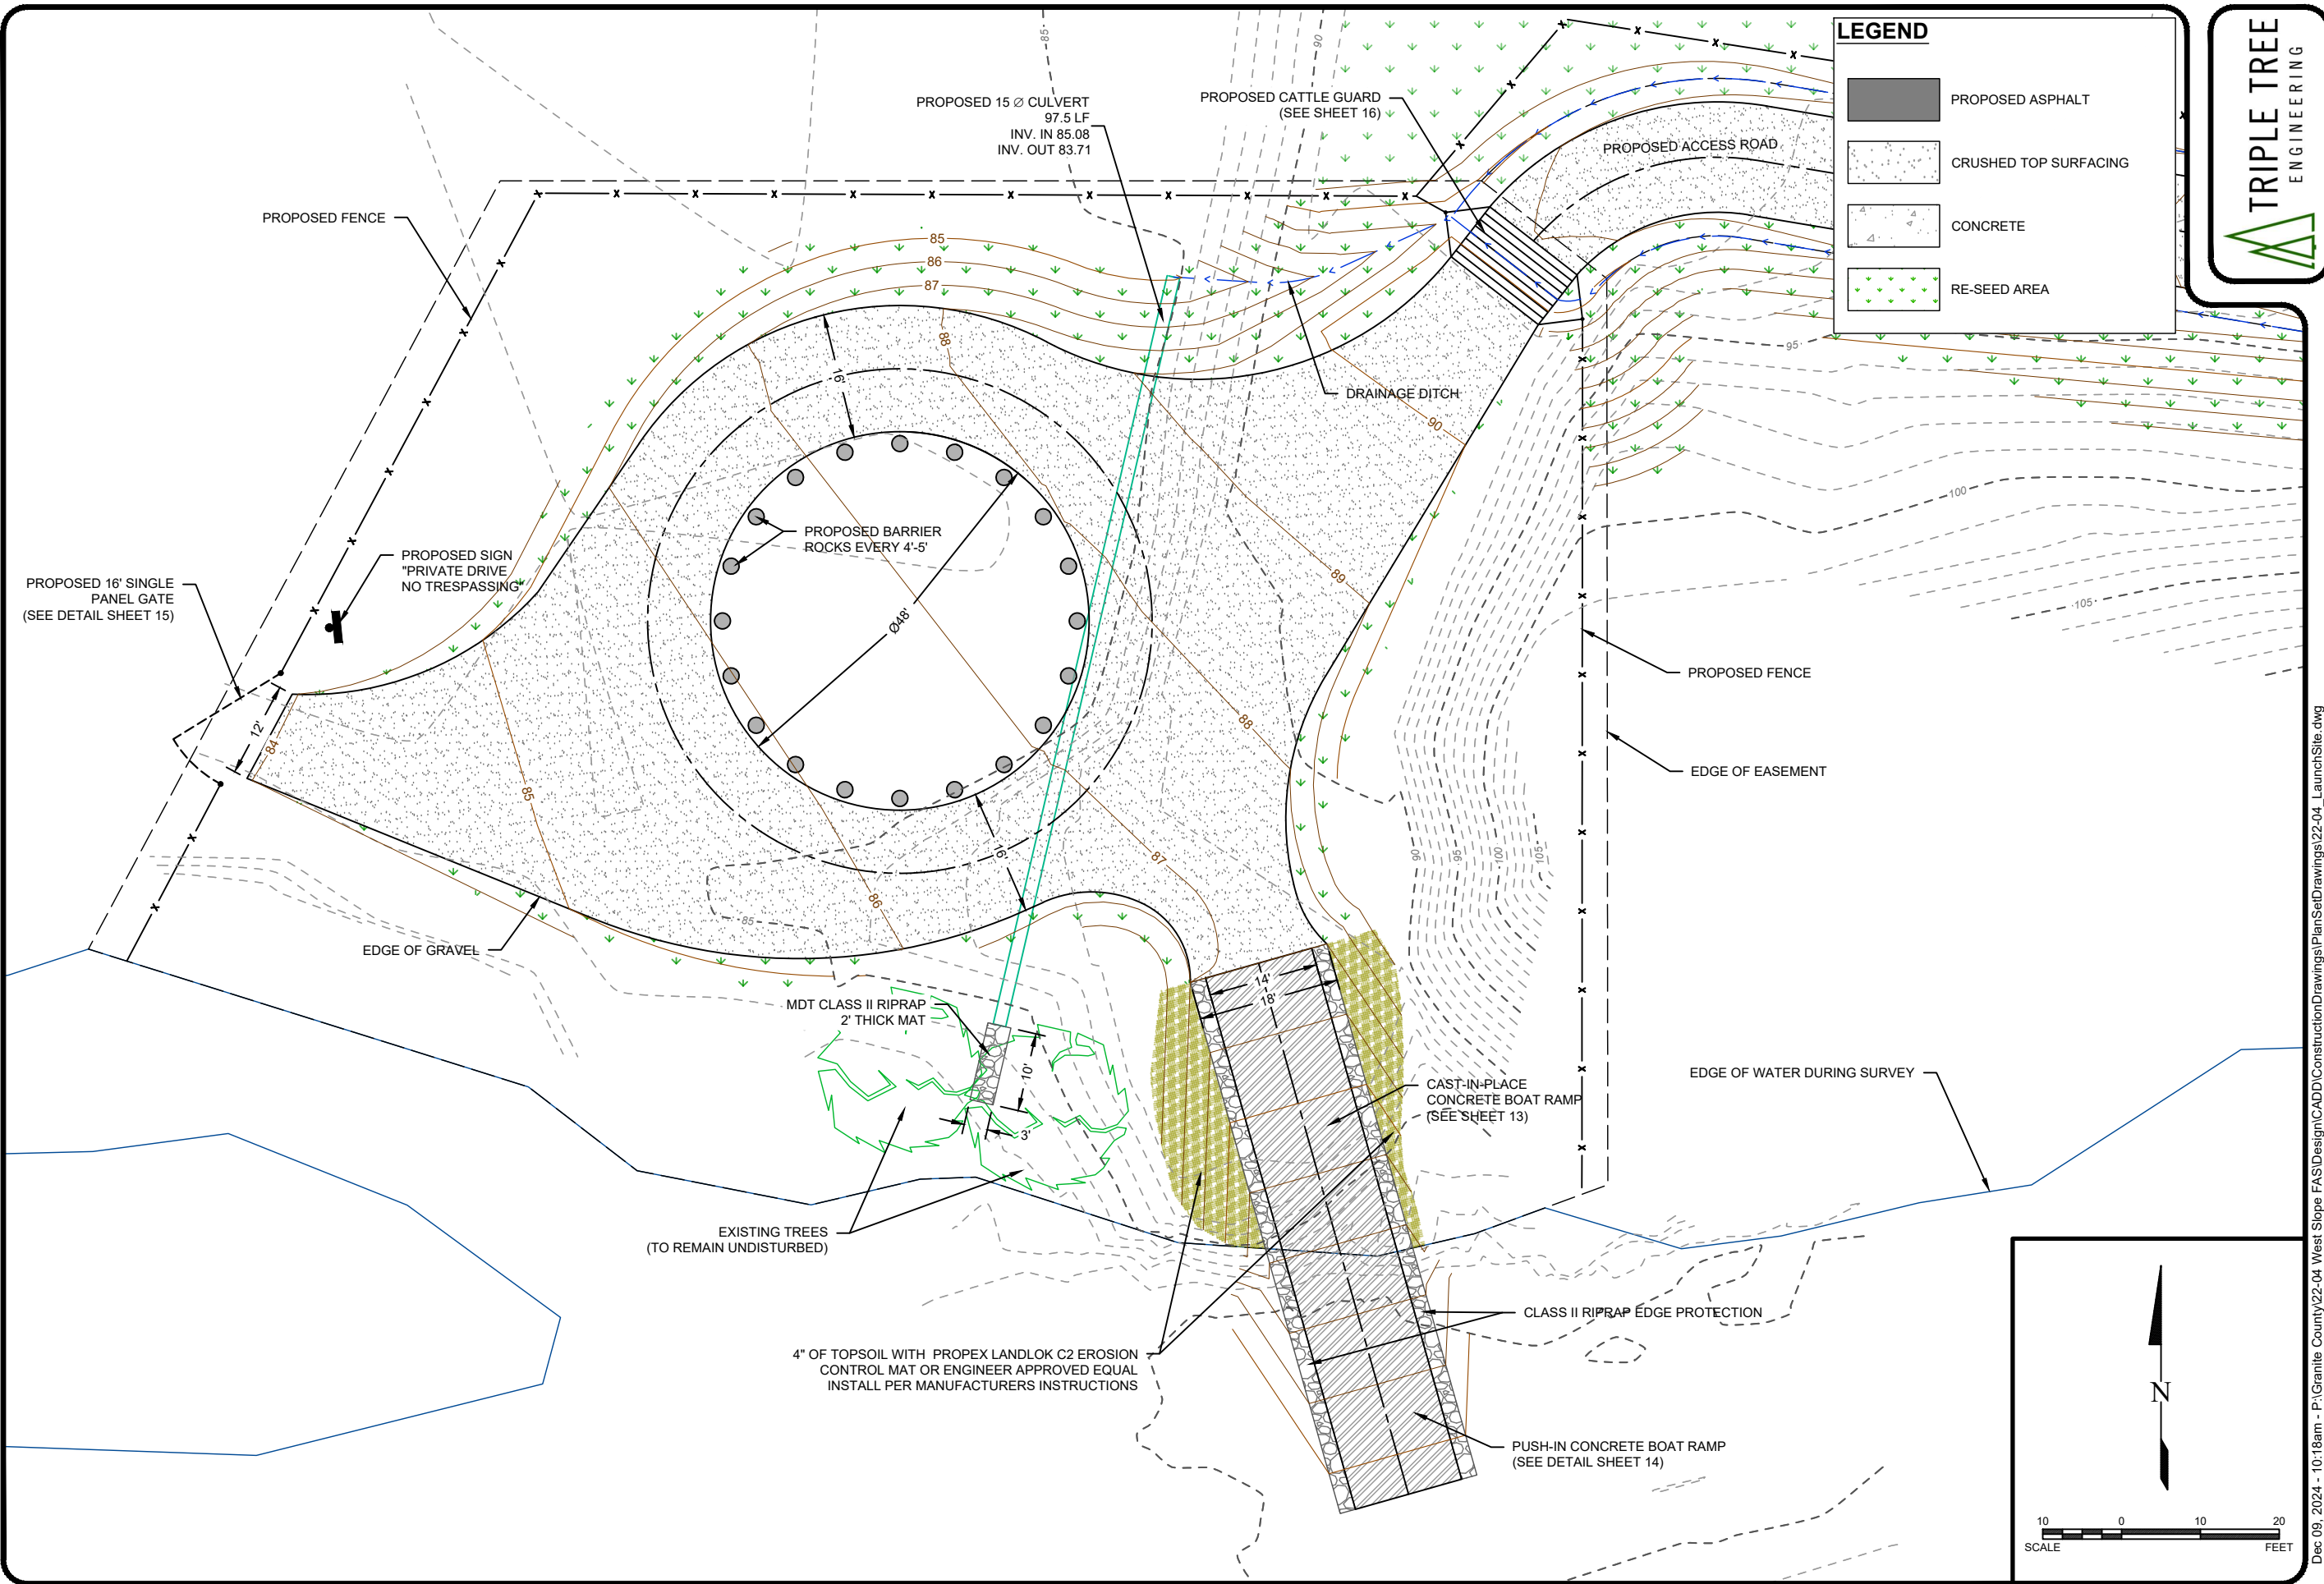 LEGEND
PROPOSED ASPHALT
CRUSHED TOP SURFACING
CONCRETE
RE-SEED AREA
TRIPLE TREE
ENGINEERING
PROPOSED 15 ∅ CULVERT
97.5 LF
INV. IN 85.08
INV. OUT 83.71
PROPOSED CATTLE GUARD
(SEE SHEET 16)
PROPOSED ACCESS ROAD
PROPOSED FENCE
85
90
85
86
87
88
95
DRAINAGE DITCH
90
100
16'
PROPOSED BARRIER
ROCKS EVERY 4'-5'
PROPOSED SIGN
"PRIVATE DRIVE
NO TRESPASSING"
PROPOSED 16' SINGLE
PANEL GATE
(SEE DETAIL SHEET 15)
Ø48'
89
105
PROPOSED FENCE
12'
84
88
EDGE OF EASEMENT
85
87
16'
90
95
100
105
86
85
EDGE OF GRAVEL
14'
18'
MDT CLASS II RIPRAP
2' THICK MAT
10'
3'
CAST-IN-PLACE
CONCRETE BOAT RAMP
(SEE SHEET 13)
EDGE OF WATER DURING SURVEY
EXISTING TREES
(TO REMAIN UNDISTURBED)
CLASS II RIPRAP EDGE PROTECTION
4" OF TOPSOIL WITH PROPEX LANDLOK C2 EROSION
CONTROL MAT OR ENGINEER APPROVED EQUAL
INSTALL PER MANUFACTURERS INSTRUCTIONS
PUSH-IN CONCRETE BOAT RAMP
(SEE DETAIL SHEET 14)
N
10 0 10 20
SCALE FEET
Dec 09, 2024 - 10:18am - P:\Granite County\22-04 West Slope FAS\Design\CADD\ConstructionDrawings\PlanSetDrawings\22-04_LaunchSite.dwg